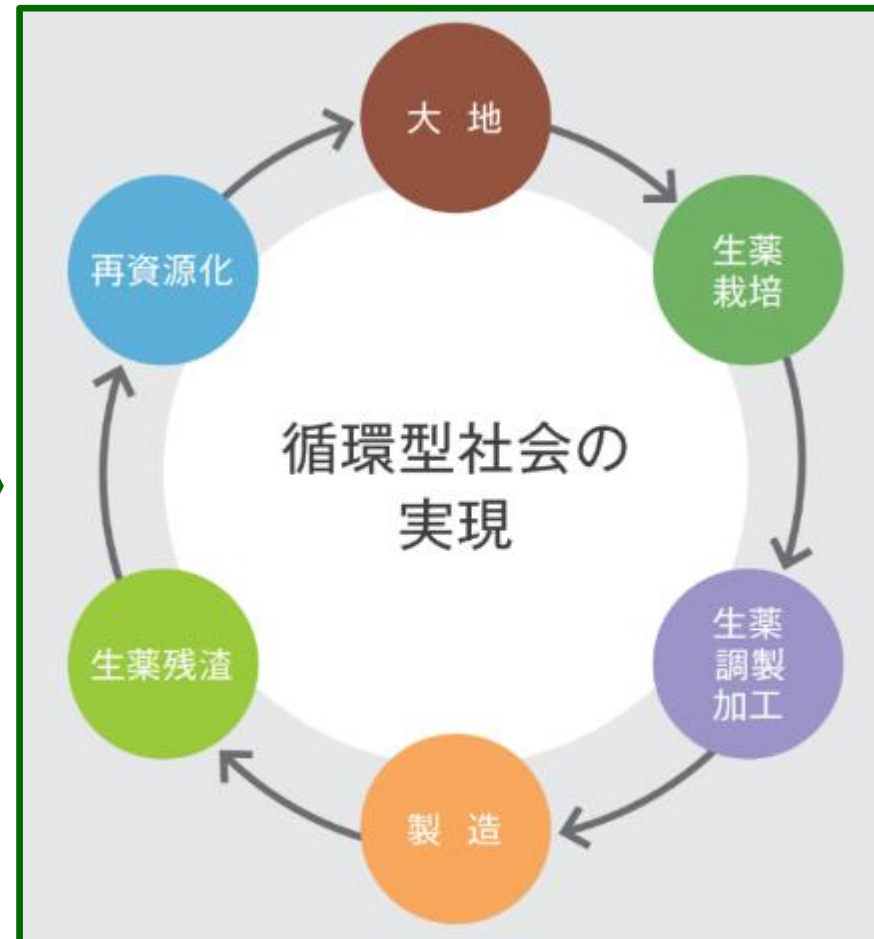 大 地
生薬
栽培
生薬
調製
加工
製 造
生薬残渣
再資源化
循環型社会の
実現